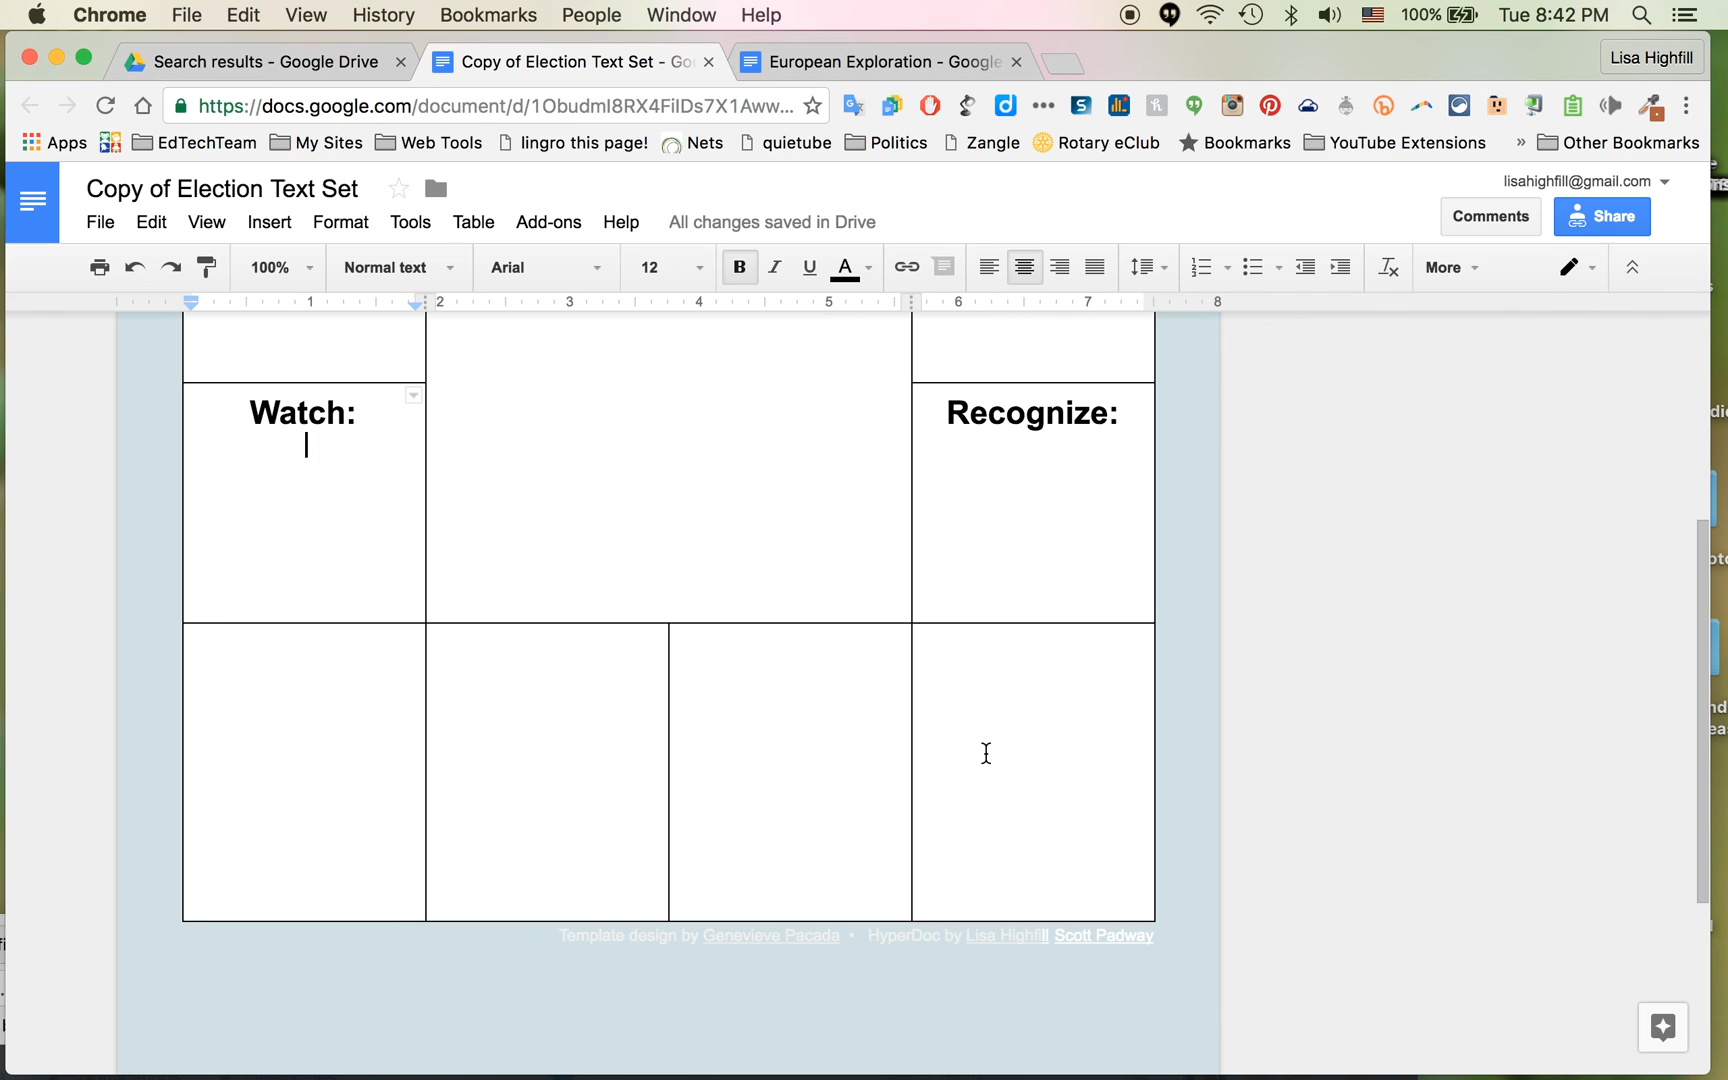 Chrome File Edit View History Bookmarks People Window Help 100% Tue 8:42 PM
Search results - Google Drive Copy of Election Text Set - Go European Exploration - Google Lisa Highfill
https://docs.google.com/document/d/1ObudmI8RX4FiIDs7X1Aww...
Apps EdTechTeam My Sites Web Tools lingro this page! Nets quietube Politics Zangle Rotary eClub Bookmarks YouTube Extensions » Other Bookmarks
Copy of Election Text Set
lisahighfill@gmail.com
File Edit View Insert Format Tools Table Add-ons Help All changes saved in Drive
Comments Share
100% Normal text Arial 12 B I U A More
1 2 3 4 5 6 7 8
Watch: Recognize:
Template design by Genevieve Pacada • HyperDoc by Lisa Highfill Scott Padway